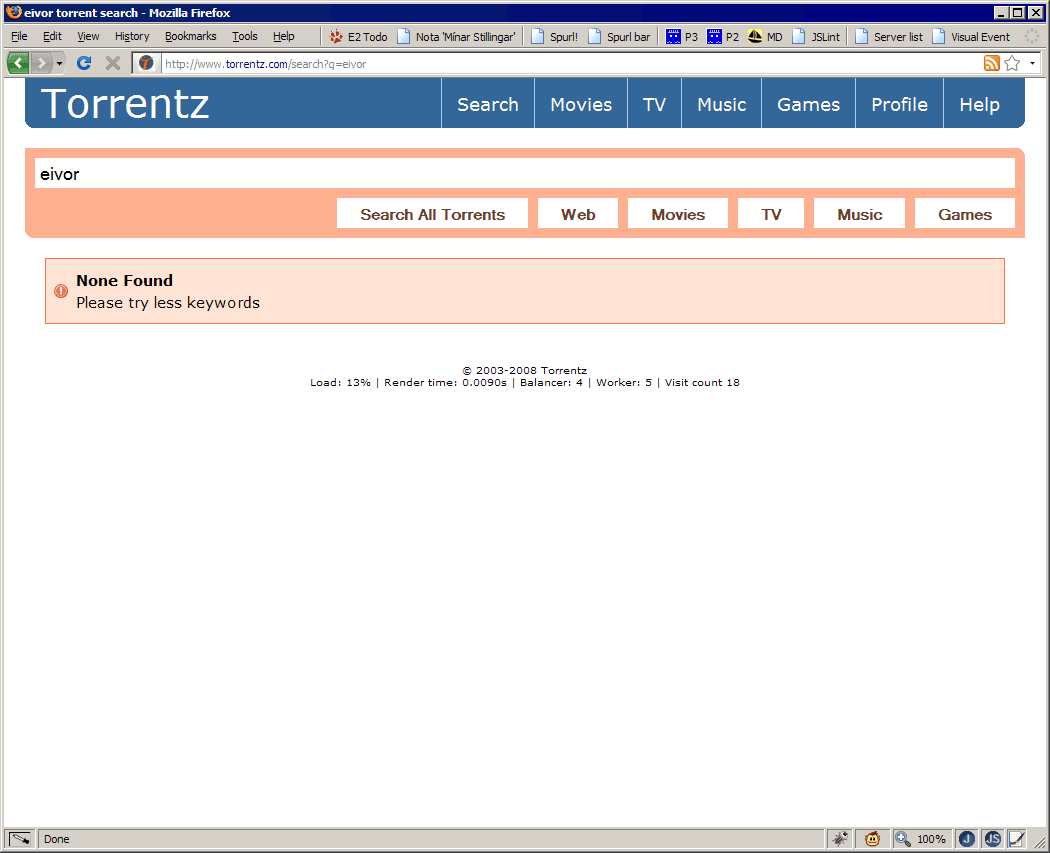 eivor torrent search - Mozilla Firefox
File Edit View History Bookmarks Tools Help E2 Todo Nota 'Mínar Stillingar' Spurl! Spurl bar P3 P2 MD JSLint Server list Visual Event
http://www.torrentz.com/search?q=eivor
Torrentz Search Movies TV Music Games Profile Help
eivor
Search All Torrents Web Movies TV Music Games
None Found
Please try less keywords
© 2003-2008 Torrentz
Load: 13% | Render time: 0.0090s | Balancer: 4 | Worker: 5 | Visit count 18
Done 100% J JS